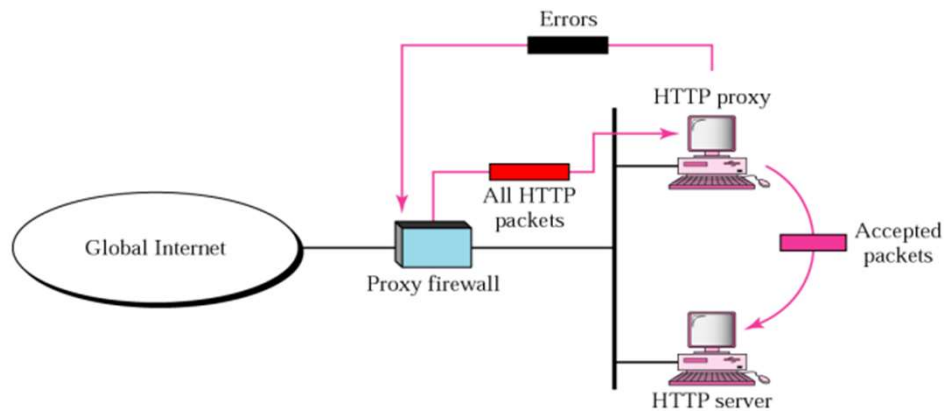 Errors
HTTP proxy
All HTTP
packets
Accepted
packets
Global Internet
Proxy firewall
HTTP server